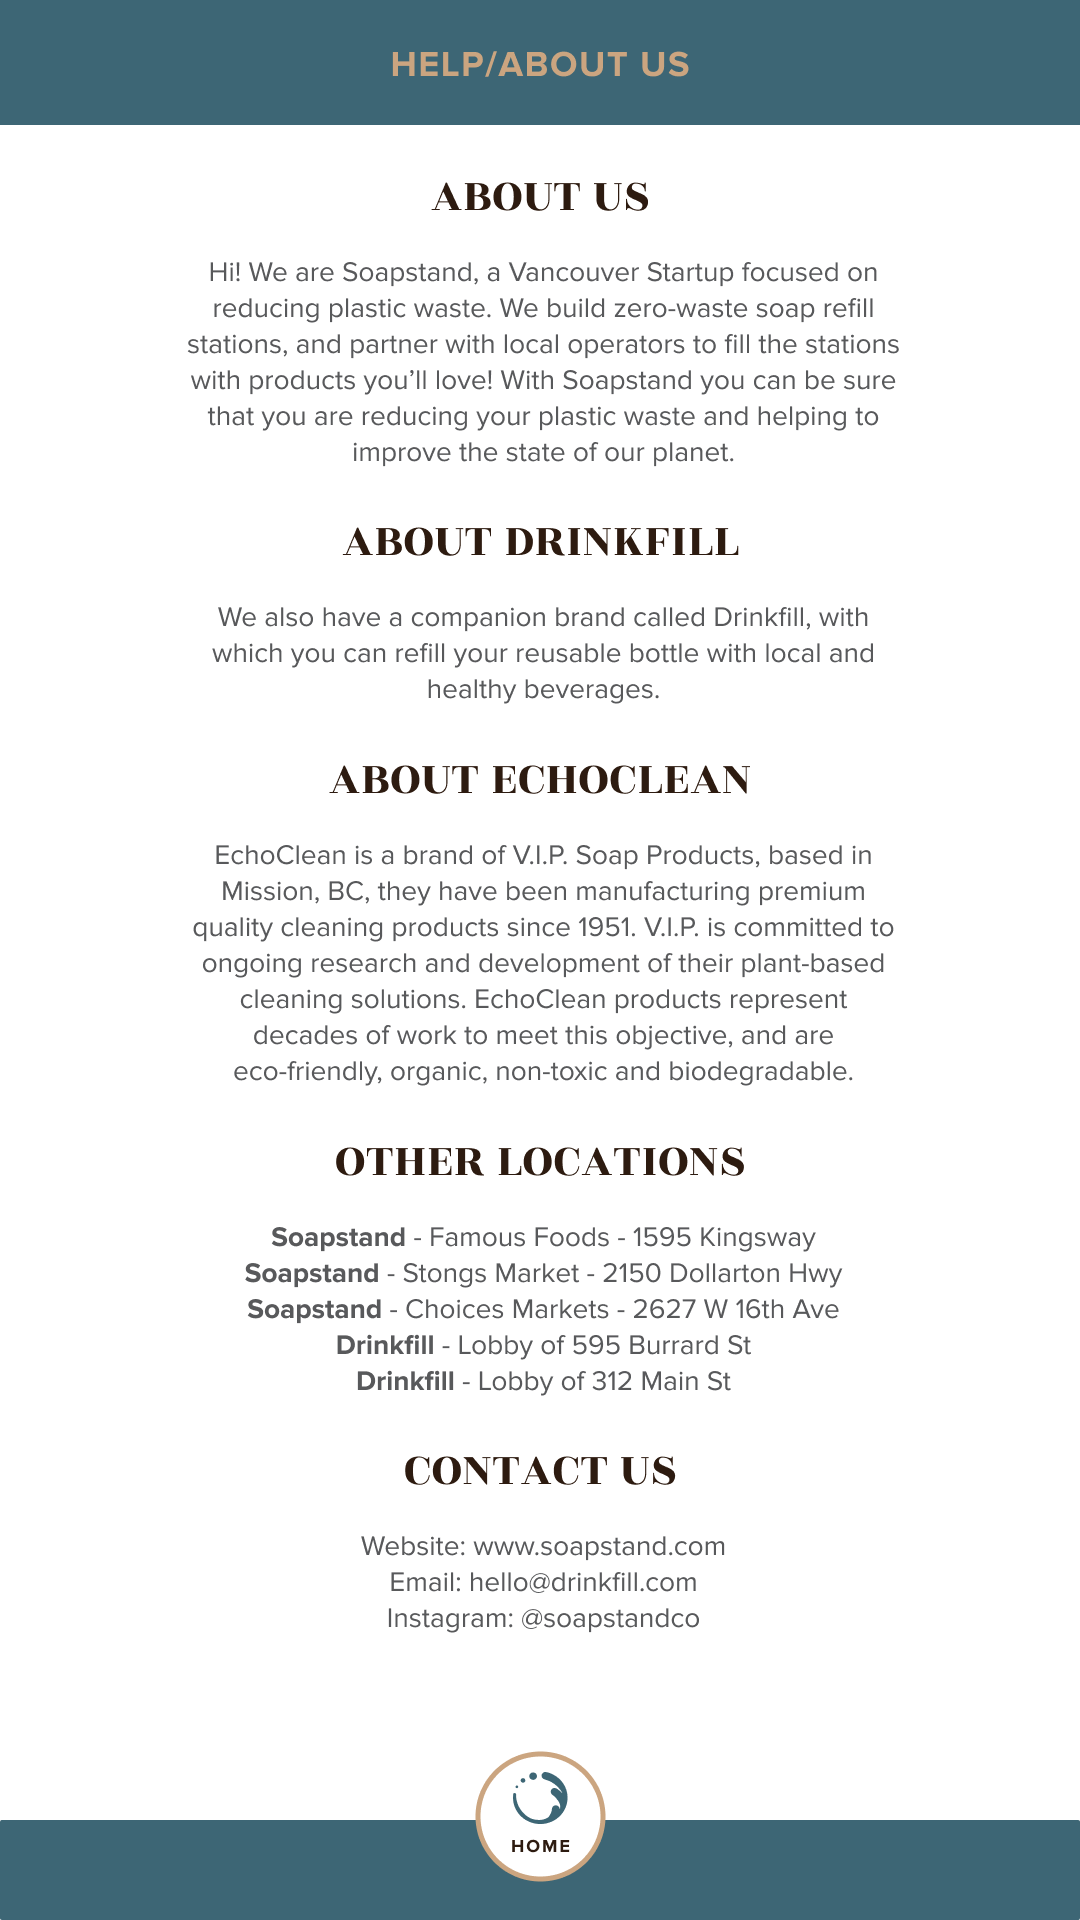 HELP/ABOUT US
ABOUT US
Hi! We are Soapstand, a Vancouver Startup focused on
reducing plastic waste. We build zero-waste soap refill
stations, and partner with local operators to fill the stations
with products you’ll love! With Soapstand you can be sure
that you are reducing your plastic waste and helping to
improve the state of our planet.
ABOUT DRINKFILL
We also have a companion brand called Drinkfill, with
which you can refill your reusable bottle with local and
healthy beverages.
ABOUT ECHOCLEAN
EchoClean is a brand of V.I.P. Soap Products, based in
Mission, BC, they have been manufacturing premium
quality cleaning products since 1951. V.I.P. is committed to
ongoing research and development of their plant-based
cleaning solutions. EchoClean products represent
decades of work to meet this objective, and are
eco-friendly, organic, non-toxic and biodegradable.
OTHER LOCATIONS
Soapstand - Famous Foods - 1595 Kingsway
Soapstand - Stongs Market - 2150 Dollarton Hwy
Soapstand - Choices Markets - 2627 W 16th Ave
Drinkfill - Lobby of 595 Burrard St
Drinkfill - Lobby of 312 Main St
CONTACT US
Website: www.soapstand.com
Email: hello@drinkfill.com
Instagram: @soapstandco
HOME